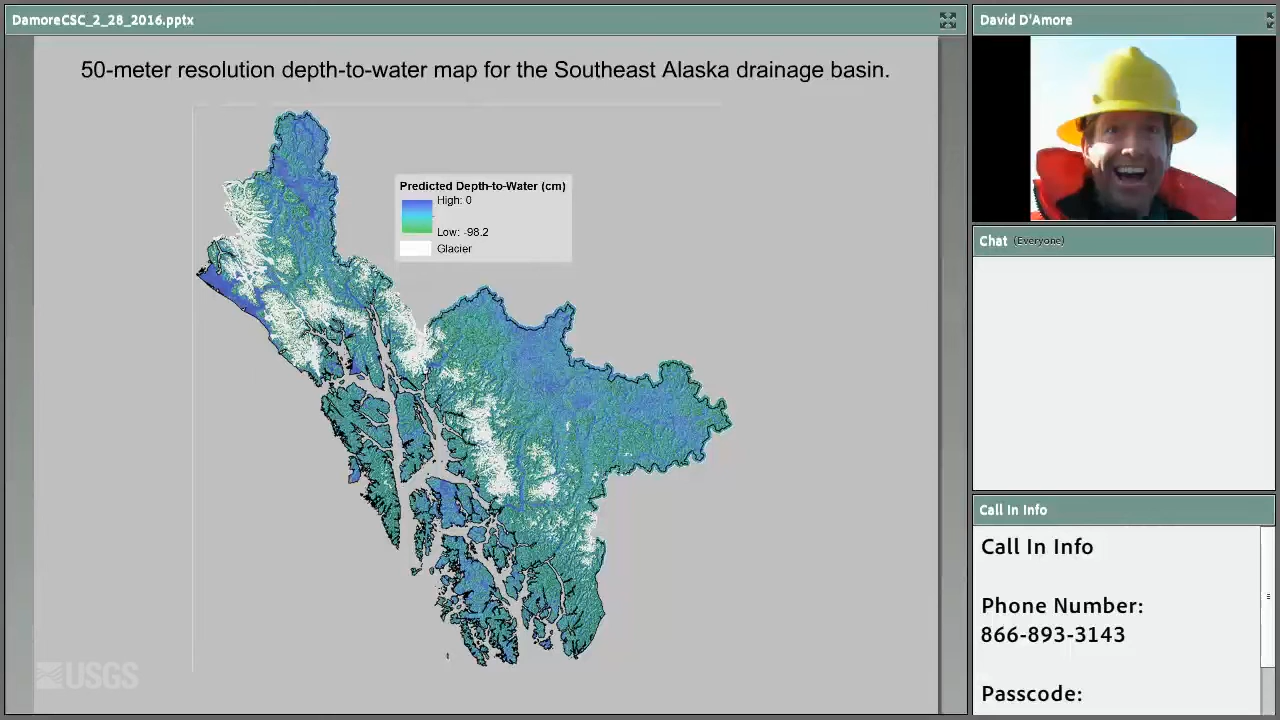 DamoreCSC_2_28_2016.pptx
50-meter resolution depth-to-water map for the Southeast Alaska drainage basin.
Predicted Depth-to-Water (cm)
High: 0
Low: -98.2
Glacier
USGS
David D'Amore
Chat (Everyone)
Call In Info
Call In Info
Phone Number:
866-893-3143
Passcode: